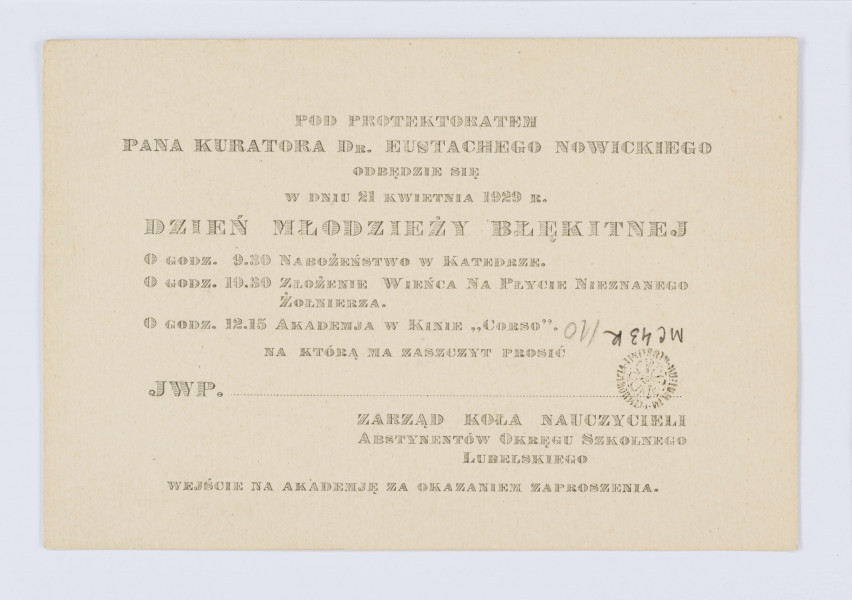 POD PROTEKTORATEM
PANA KURATORA DR. EUSTACHEGO NOWICKIEGO
ODBĘDZIE SIĘ
W DNIU 21 KWIETNIA 1929 R.
DZIEŃ MŁODZIEŻY BŁĘKITNEJ
O GODZ. 9.30 NABOŻEŃSTWO W KATEDRZE.
O GODZ. 10.30 ZŁOŻENIE WIEŃCA NA PŁYCIE NIEZNANEGO
ŻOŁNIERZA.
O GODZ. 12.15 AKADEMJA W KINIE „CORSO”.
MC 43 K /10
NA KTÓRĄ MA ZASZCZYT PROSIĆ
JWP.
ZARZĄD KOŁA NAUCZYCIELI
ABSTYNENTÓW OKRĘGU SZKOLNEGO
LUBELSKIEGO
WEJŚCIE NA AKADEMJĘ ZA OKAZANIEM ZAPROSZENIA.